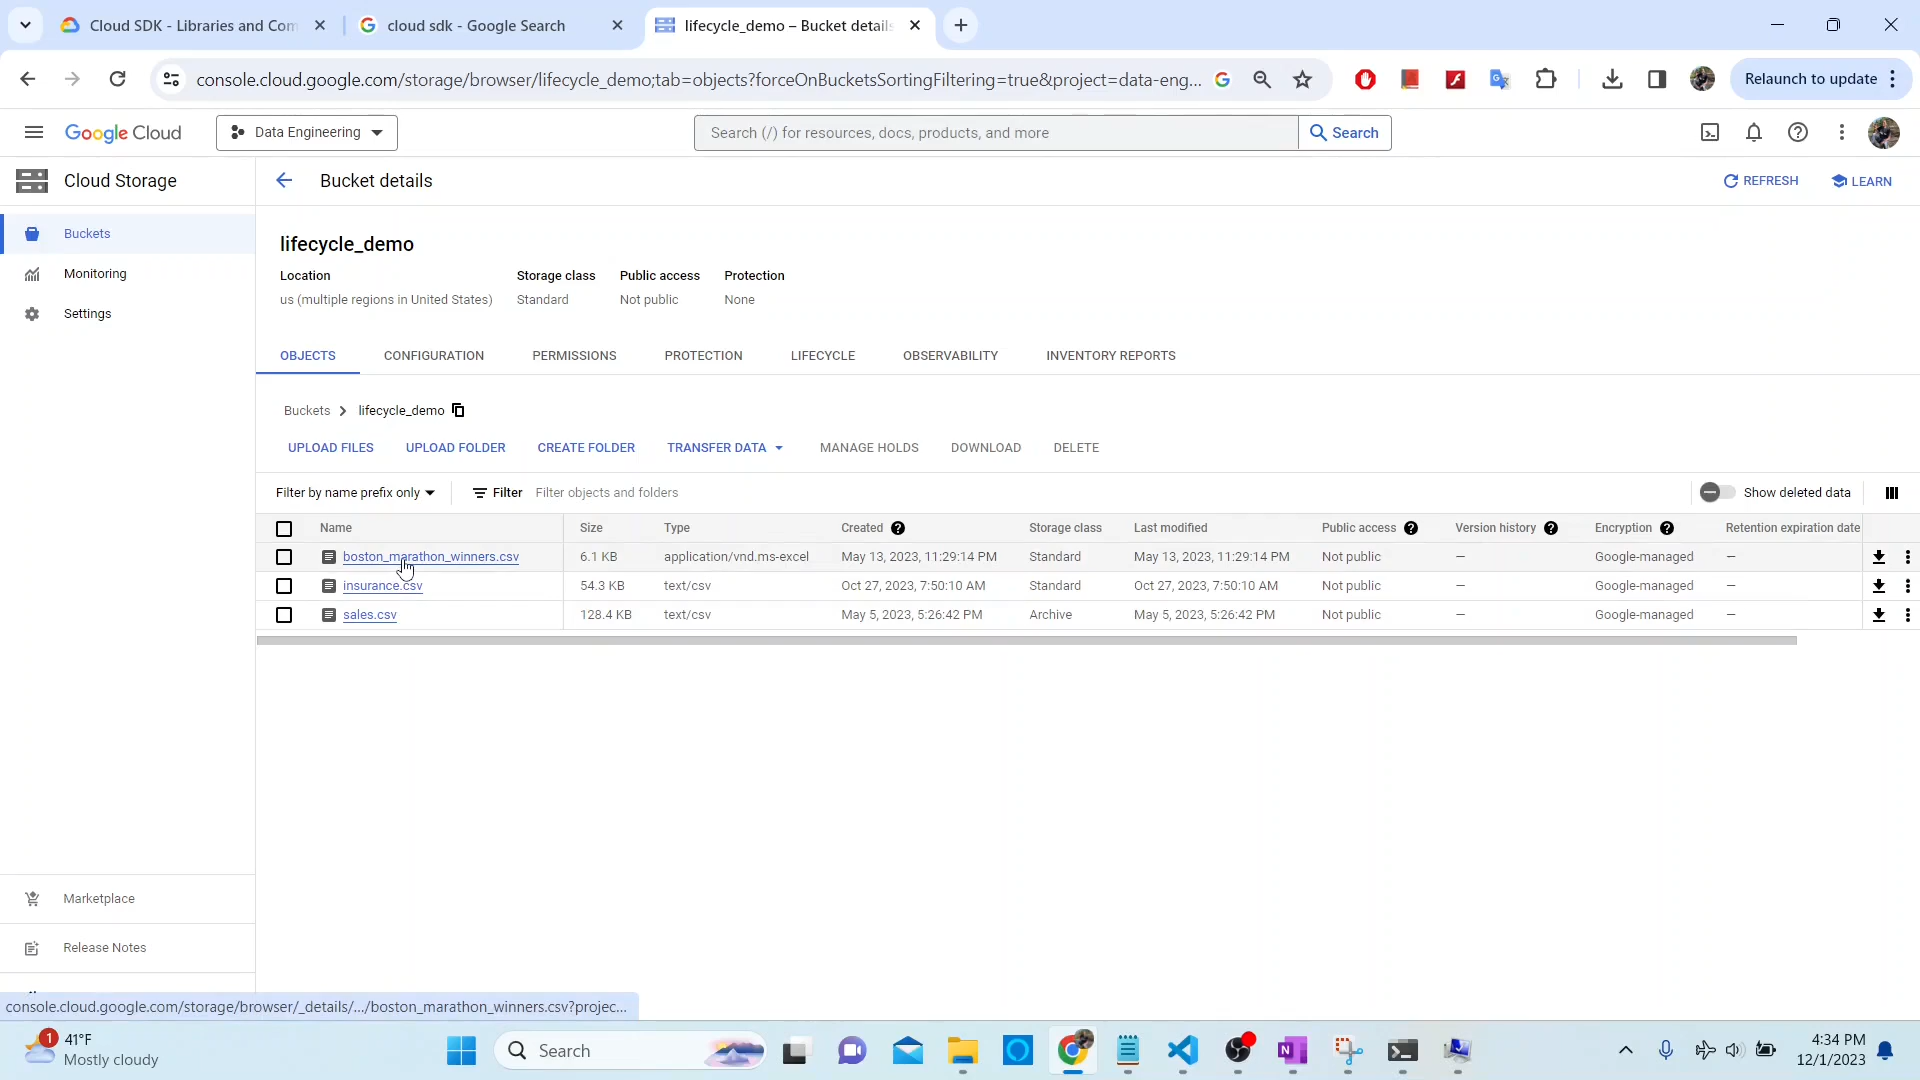 Cloud SDK - Libraries and Com
cloud sdk - Google Search
lifecycle_demo – Bucket details
console.cloud.google.com/storage/browser/lifecycle_demo;tab=objects?forceOnBucketsSortingFiltering=true&project=data-eng...
Relaunch to update
Google Cloud
Data Engineering
Search (/) for resources, docs, products, and more
Search
Cloud Storage
Bucket details
REFRESH
LEARN
Buckets
Monitoring
Settings
lifecycle_demo
Location Storage class Public access Protection
us (multiple regions in United States) Standard Not public None
OBJECTS CONFIGURATION PERMISSIONS PROTECTION LIFECYCLE OBSERVABILITY INVENTORY REPORTS
Buckets > lifecycle_demo
UPLOAD FILES UPLOAD FOLDER CREATE FOLDER TRANSFER DATA MANAGE HOLDS DOWNLOAD DELETE
Filter by name prefix only Filter Filter objects and folders Show deleted data
Name Size Type Created Storage class Last modified Public access Version history Encryption Retention expiration date
boston_marathon_winners.csv 6.1 KB application/vnd.ms-excel May 13, 2023, 11:29:14 PM Standard May 13, 2023, 11:29:14 PM Not public — Google-managed —
insurance.csv 54.3 KB text/csv Oct 27, 2023, 7:50:10 AM Standard Oct 27, 2023, 7:50:10 AM Not public — Google-managed —
sales.csv 128.4 KB text/csv May 5, 2023, 5:26:42 PM Archive May 5, 2023, 5:26:42 PM Not public — Google-managed —
Marketplace
Release Notes
console.cloud.google.com/storage/browser/_details/.../boston_marathon_winners.csv?projec...
1
41°F
Mostly cloudy
Search
4:34 PM
12/1/2023